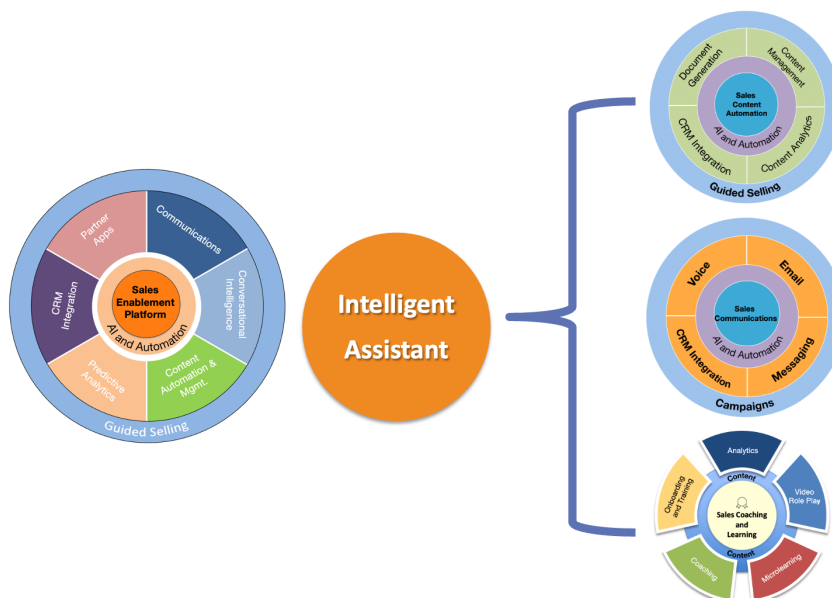 Partner
Apps
Communications
CRM
Integration
Sales
Enablement
Platform
AI and Automation
Conversational
Intelligence
Predictive
Analytics
Content
Automation &
Mgmt.
Guided Selling
Intelligent
Assistant
Document
Generation
Content
Management
Sales
Content
Automation
AI and Automation
CRM Integration
Content Analytics
Guided Selling
Voice
Email
Sales
Communications
AI and Automation
CRM Integration
Messaging
Campaigns
Analytics
Onboarding
and Training
Content
Video
Role Play
Sales Coaching
and
Learning
Content
Coaching
Microlearning